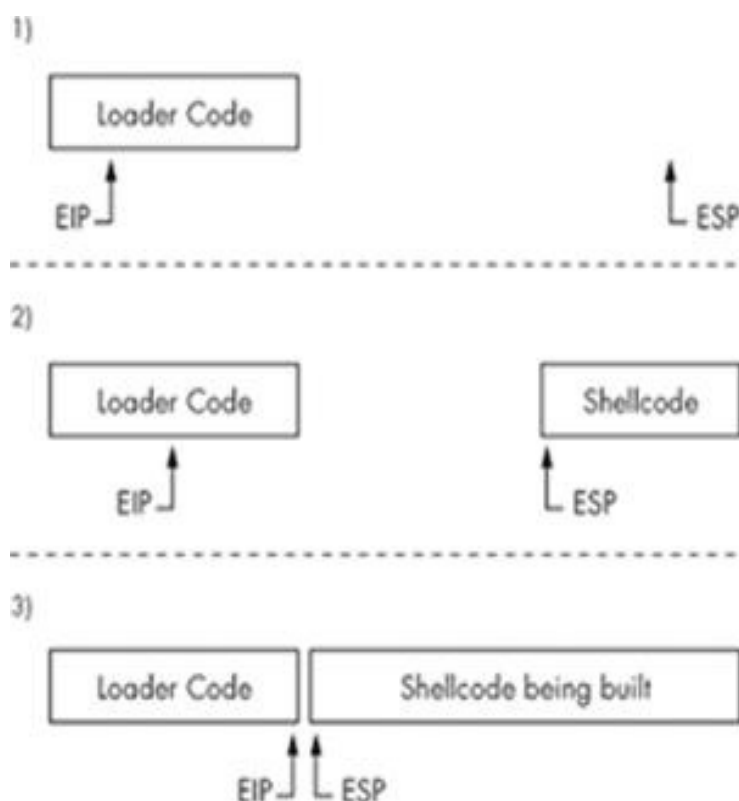 1)
Loader Code
EIP
ESP
2)
Loader Code
Shellcode
EIP
ESP
3)
Loader Code
Shellcode being built
EIP
ESP